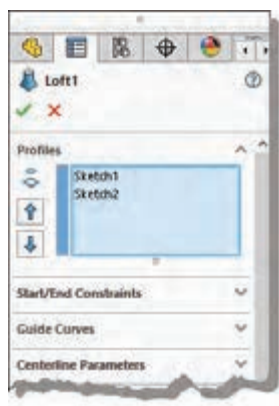 Loft1
Profiles
Sketch1
Sketch2
Start/End Constraints
Guide Curves
Centerline Parameters